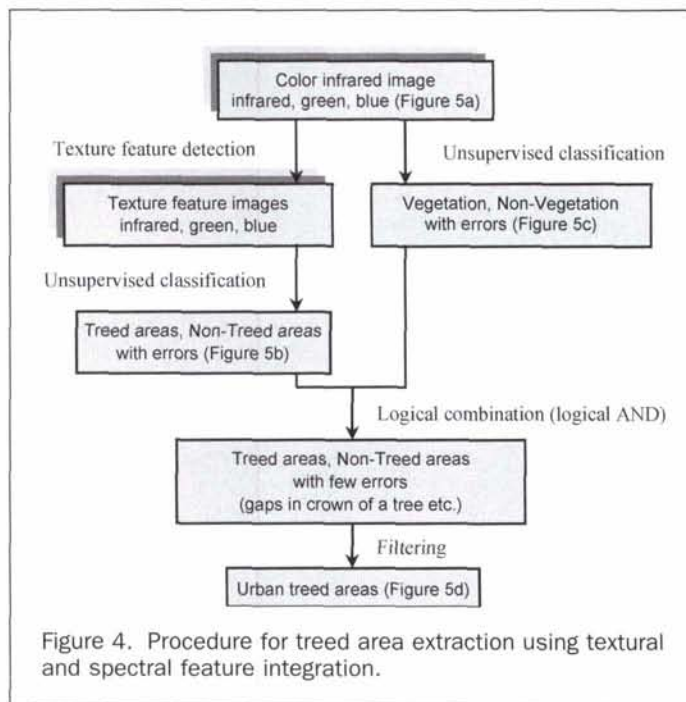 Color infrared image
infrared, green, blue (Figure 5a)
Texture feature detection
Unsupervised classification
Texture feature images
infrared, green, blue
Vegetation, Non-Vegetation
with errors (Figure 5c)
Unsupervised classification
Treed areas, Non-Treed areas
with errors (Figure 5b)
Logical combination (logical AND)
Treed areas, Non-Treed areas
with few errors
(gaps in crown of a tree etc.)
Filtering
Urban treed areas (Figure 5d)
Figure 4. Procedure for treed area extraction using textural
and spectral feature integration.